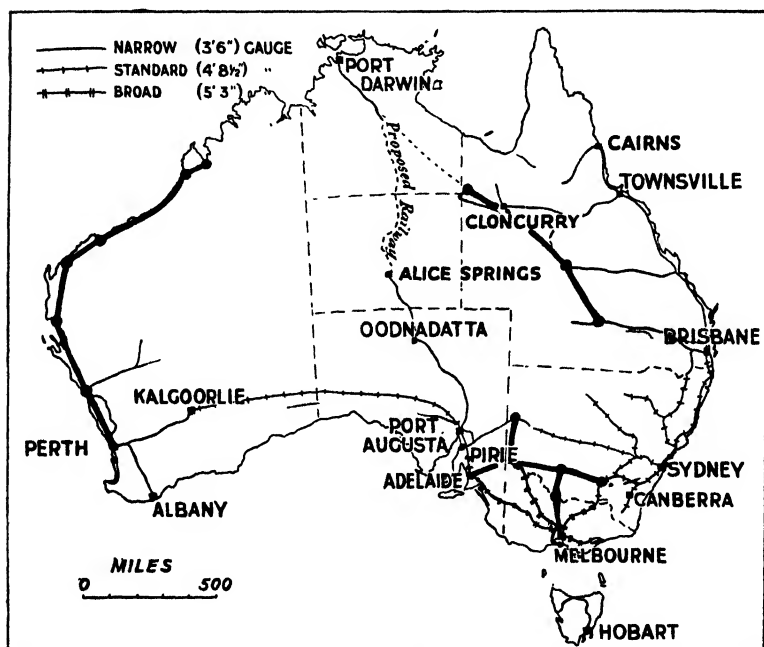 NARROW (3'6") GAUGE
STANDARD (4'8½") "
BROAD (5'3") "
PORT
DARWIN
Proposed Railway
CAIRNS
TOWNSVILLE
CLONCURRY
ALICE SPRINGS
OODNADATTA
BRISBANE
KALGOORLIE
PERTH
PORT
AUGUSTA
PIRIE
ADELAIDE
SYDNEY
CANBERRA
ALBANY
MELBOURNE
MILES
0 500
HOBART